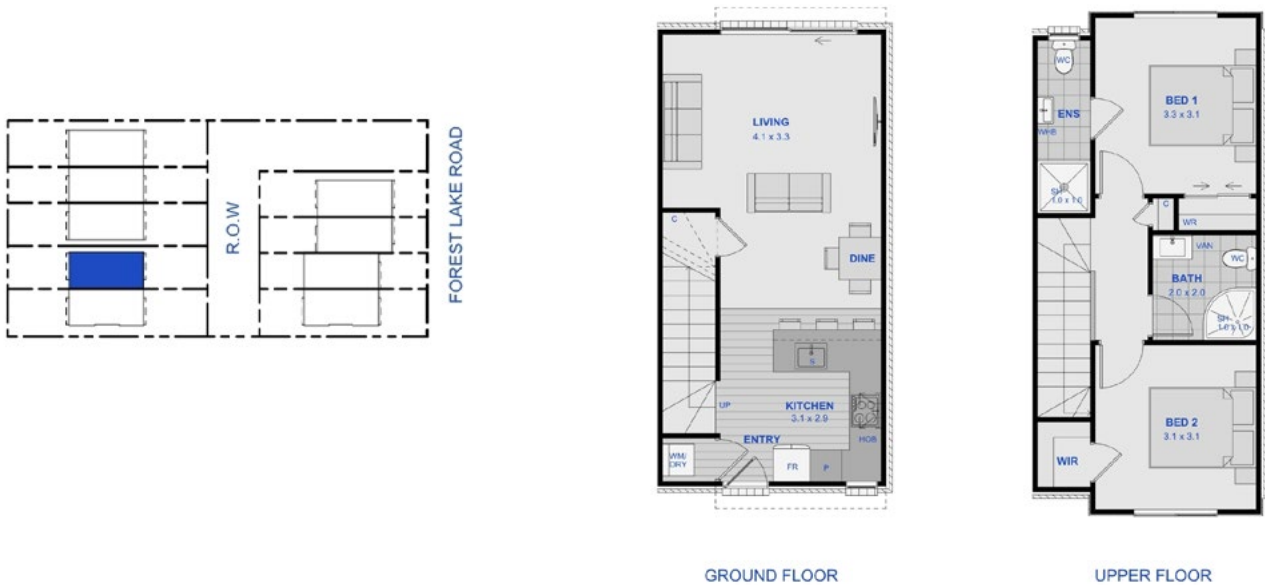 R.O.W
FOREST LAKE ROAD
LIVING
4.1 x 3.3
C
DINE
S
UP
KITCHEN
3.1 x 2.9
HOB
ENTRY
WM/
DRY
FR
P
GROUND FLOOR
WC
ENS
WHB
SH
1.0 x 1.0
BED 1
3.3 x 3.1
C
WR
VAN
WC
BATH
2.0 x 2.0
SH
1.0 x 1.0
BED 2
3.1 x 3.1
WIR
UPPER FLOOR